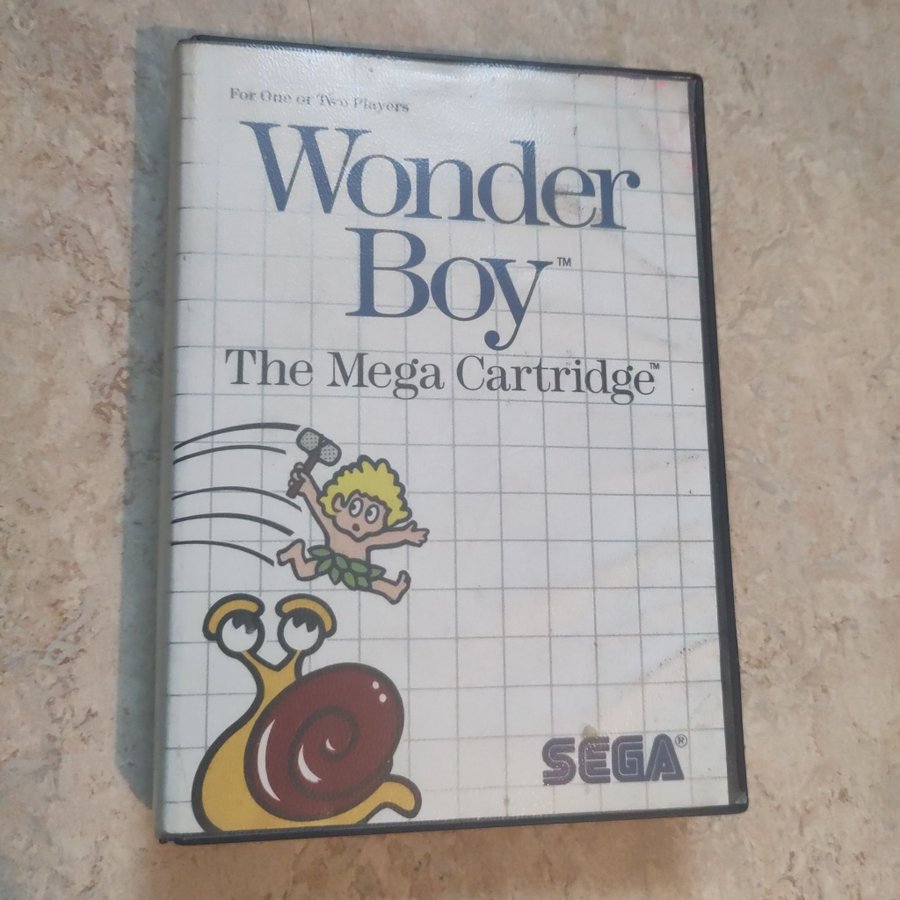 For One or Two Players
Wonder
Boy™
The Mega Cartridge™
SEGA®